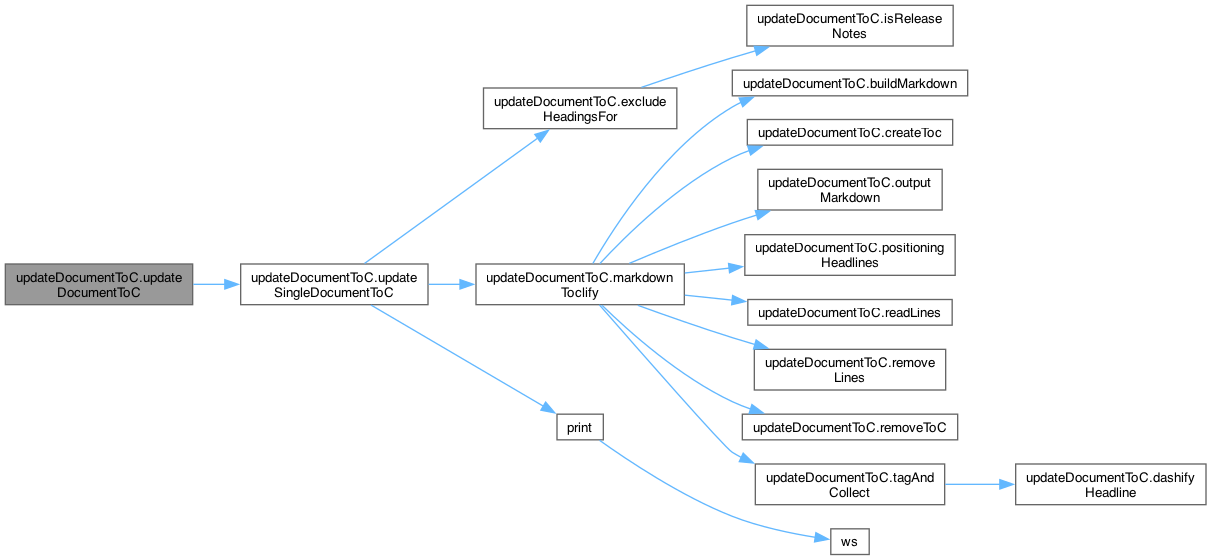 updateDocumentToC.update
DocumentToC
updateDocumentToC.update
SingleDocumentToC
updateDocumentToC.exclude
HeadingsFor
updateDocumentToC.isRelease
Notes
updateDocumentToC.markdown
Toclify
updateDocumentToC.buildMarkdown
updateDocumentToC.createToc
updateDocumentToC.output
Markdown
updateDocumentToC.positioning
Headlines
updateDocumentToC.readLines
updateDocumentToC.remove
Lines
updateDocumentToC.removeToC
updateDocumentToC.tagAnd
Collect
updateDocumentToC.dashify
Headline
print
ws